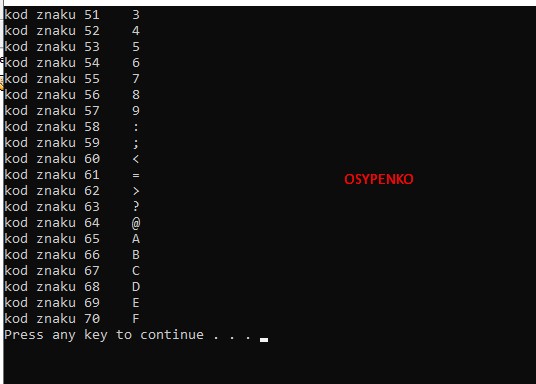 kod znaku 51    3
kod znaku 52    4
kod znaku 53    5
kod znaku 54    6
kod znaku 55    7
kod znaku 56    8
kod znaku 57    9
kod znaku 58    :
kod znaku 59    ;
kod znaku 60    <
kod znaku 61    =
OSYPENKO
kod znaku 62    >
kod znaku 63    ?
kod znaku 64    @
kod znaku 65    A
kod znaku 66    B
kod znaku 67    C
kod znaku 68    D
kod znaku 69    E
kod znaku 70    F
Press any key to continue . . .